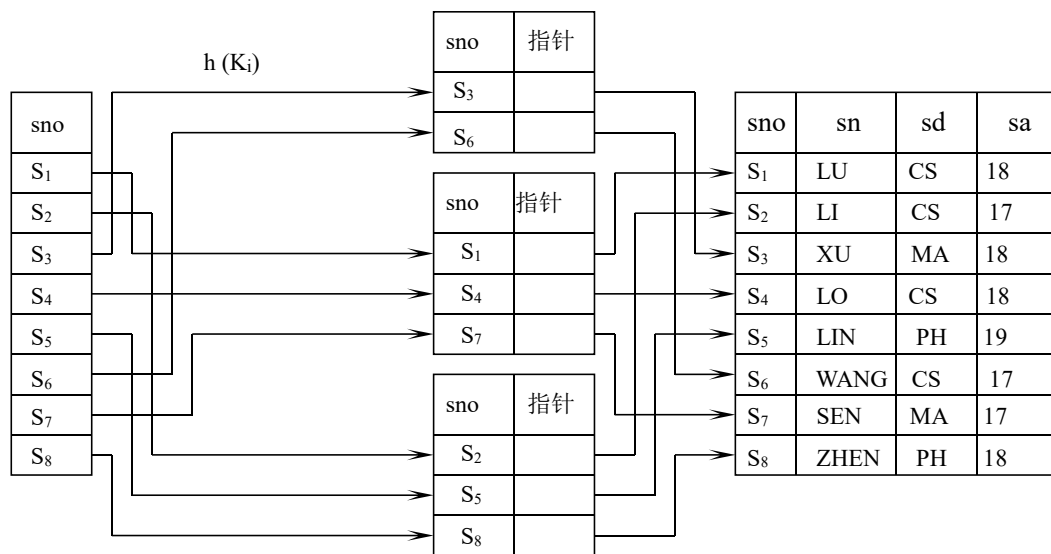 h (Kᵢ)
sno
S₁
S₂
S₃
S₄
S₅
S₆
S₇
S₈
sno 指针
S₃
S₆
sno 指针
S₁
S₄
S₇
sno 指针
S₂
S₅
S₈
sno sn sd sa
S₁ LU CS 18
S₂ LI CS 17
S₃ XU MA 18
S₄ LO CS 18
S₅ LIN PH 19
S₆ WANG CS 17
S₇ SEN MA 17
S₈ ZHEN PH 18